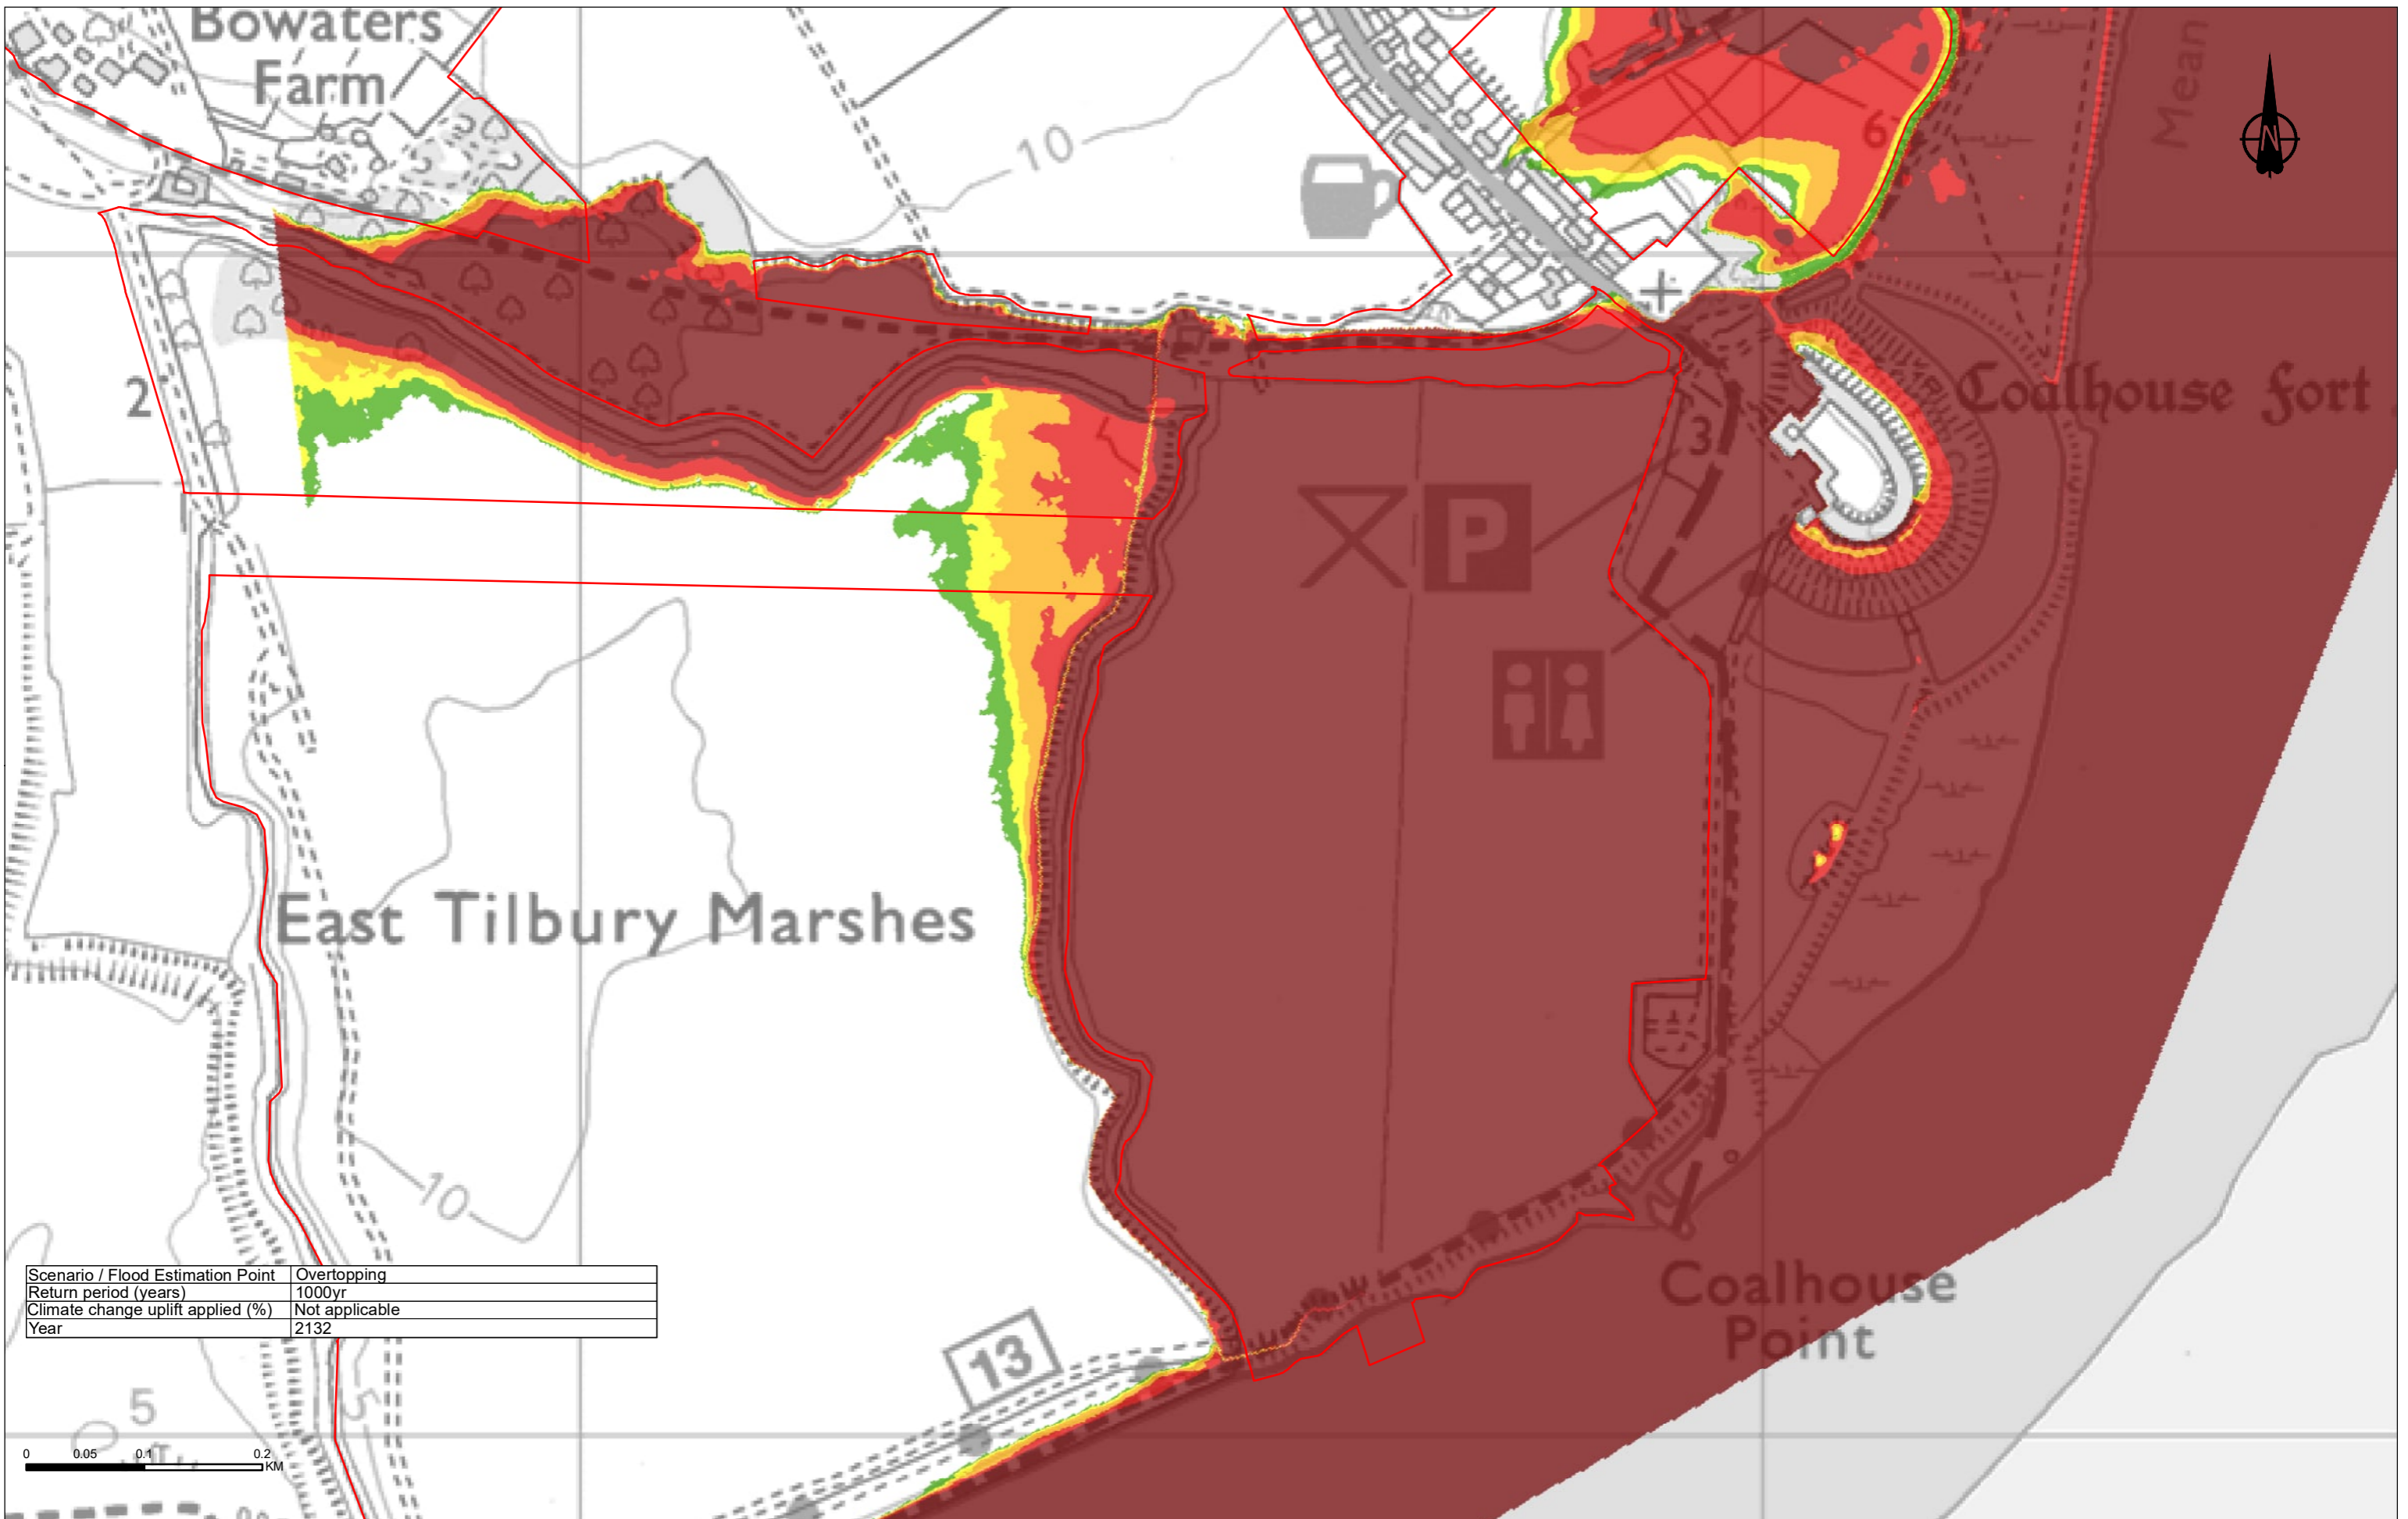 Bowaters
Farm
10
6
Mean
N
2
3
Coalhouse Fort
P
East Tilbury Marshes
10
Scenario / Flood Estimation Point Overtopping
Return period (years) 1000yr
Climate change uplift applied (%) Not applicable
Year 2132
Coalhouse
Point
13
5
5
0 0.05 0.1 0.2
KM